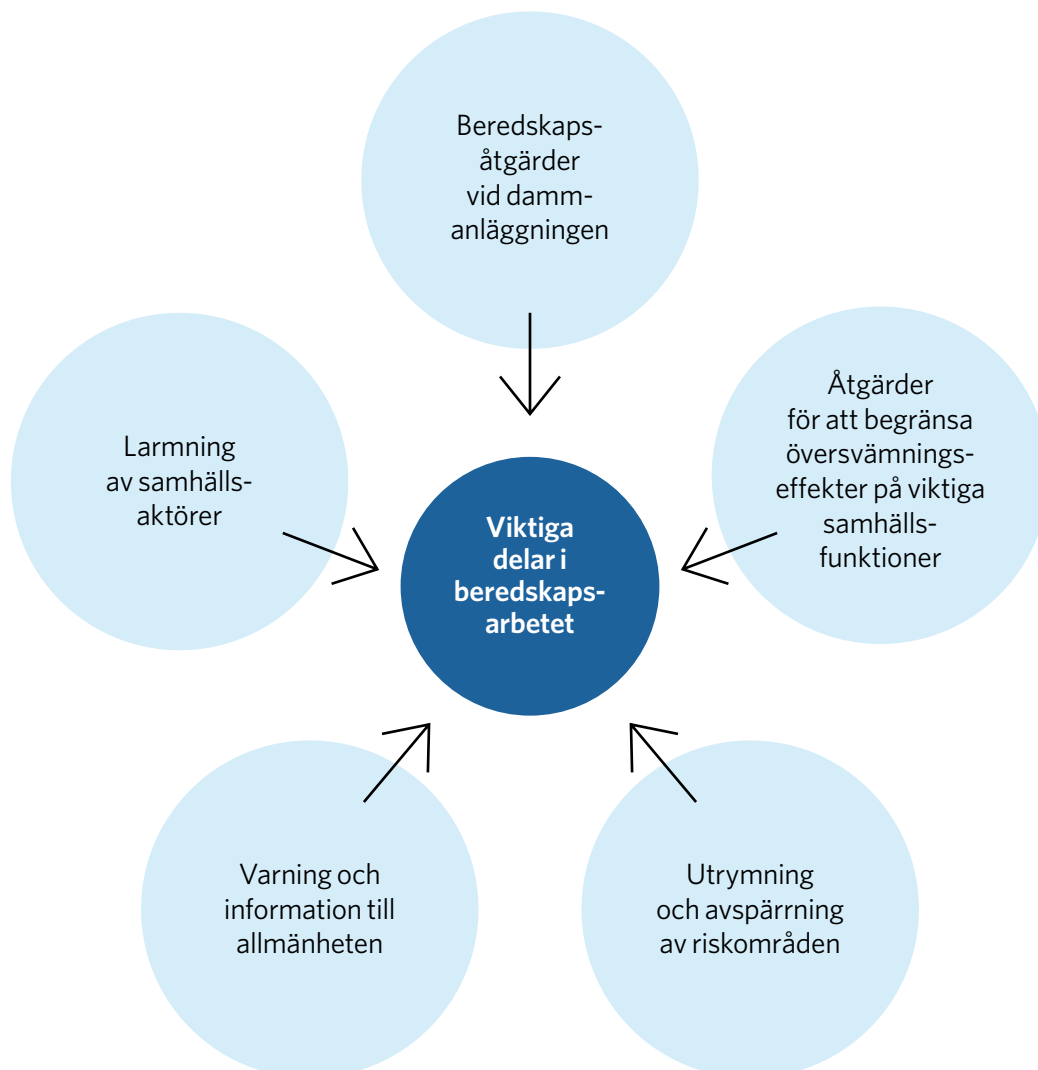 Beredskaps-
åtgärder
vid damm-
anläggningen
Larmning
av samhälls-
aktörer
Åtgärder
för att begränsa
översvämnings-
effekter på viktiga
samhälls-
funktioner
Viktiga
delar i
beredskaps-
arbetet
Varning och
information till
allmänheten
Utrymning
och avspärrning
av riskområden